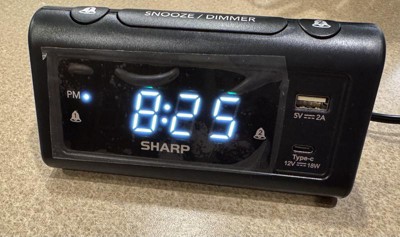 SNOOZE / DIMMER
PM
8:25
SHARP
5V⎓2A
Type-c
12V⎓18W